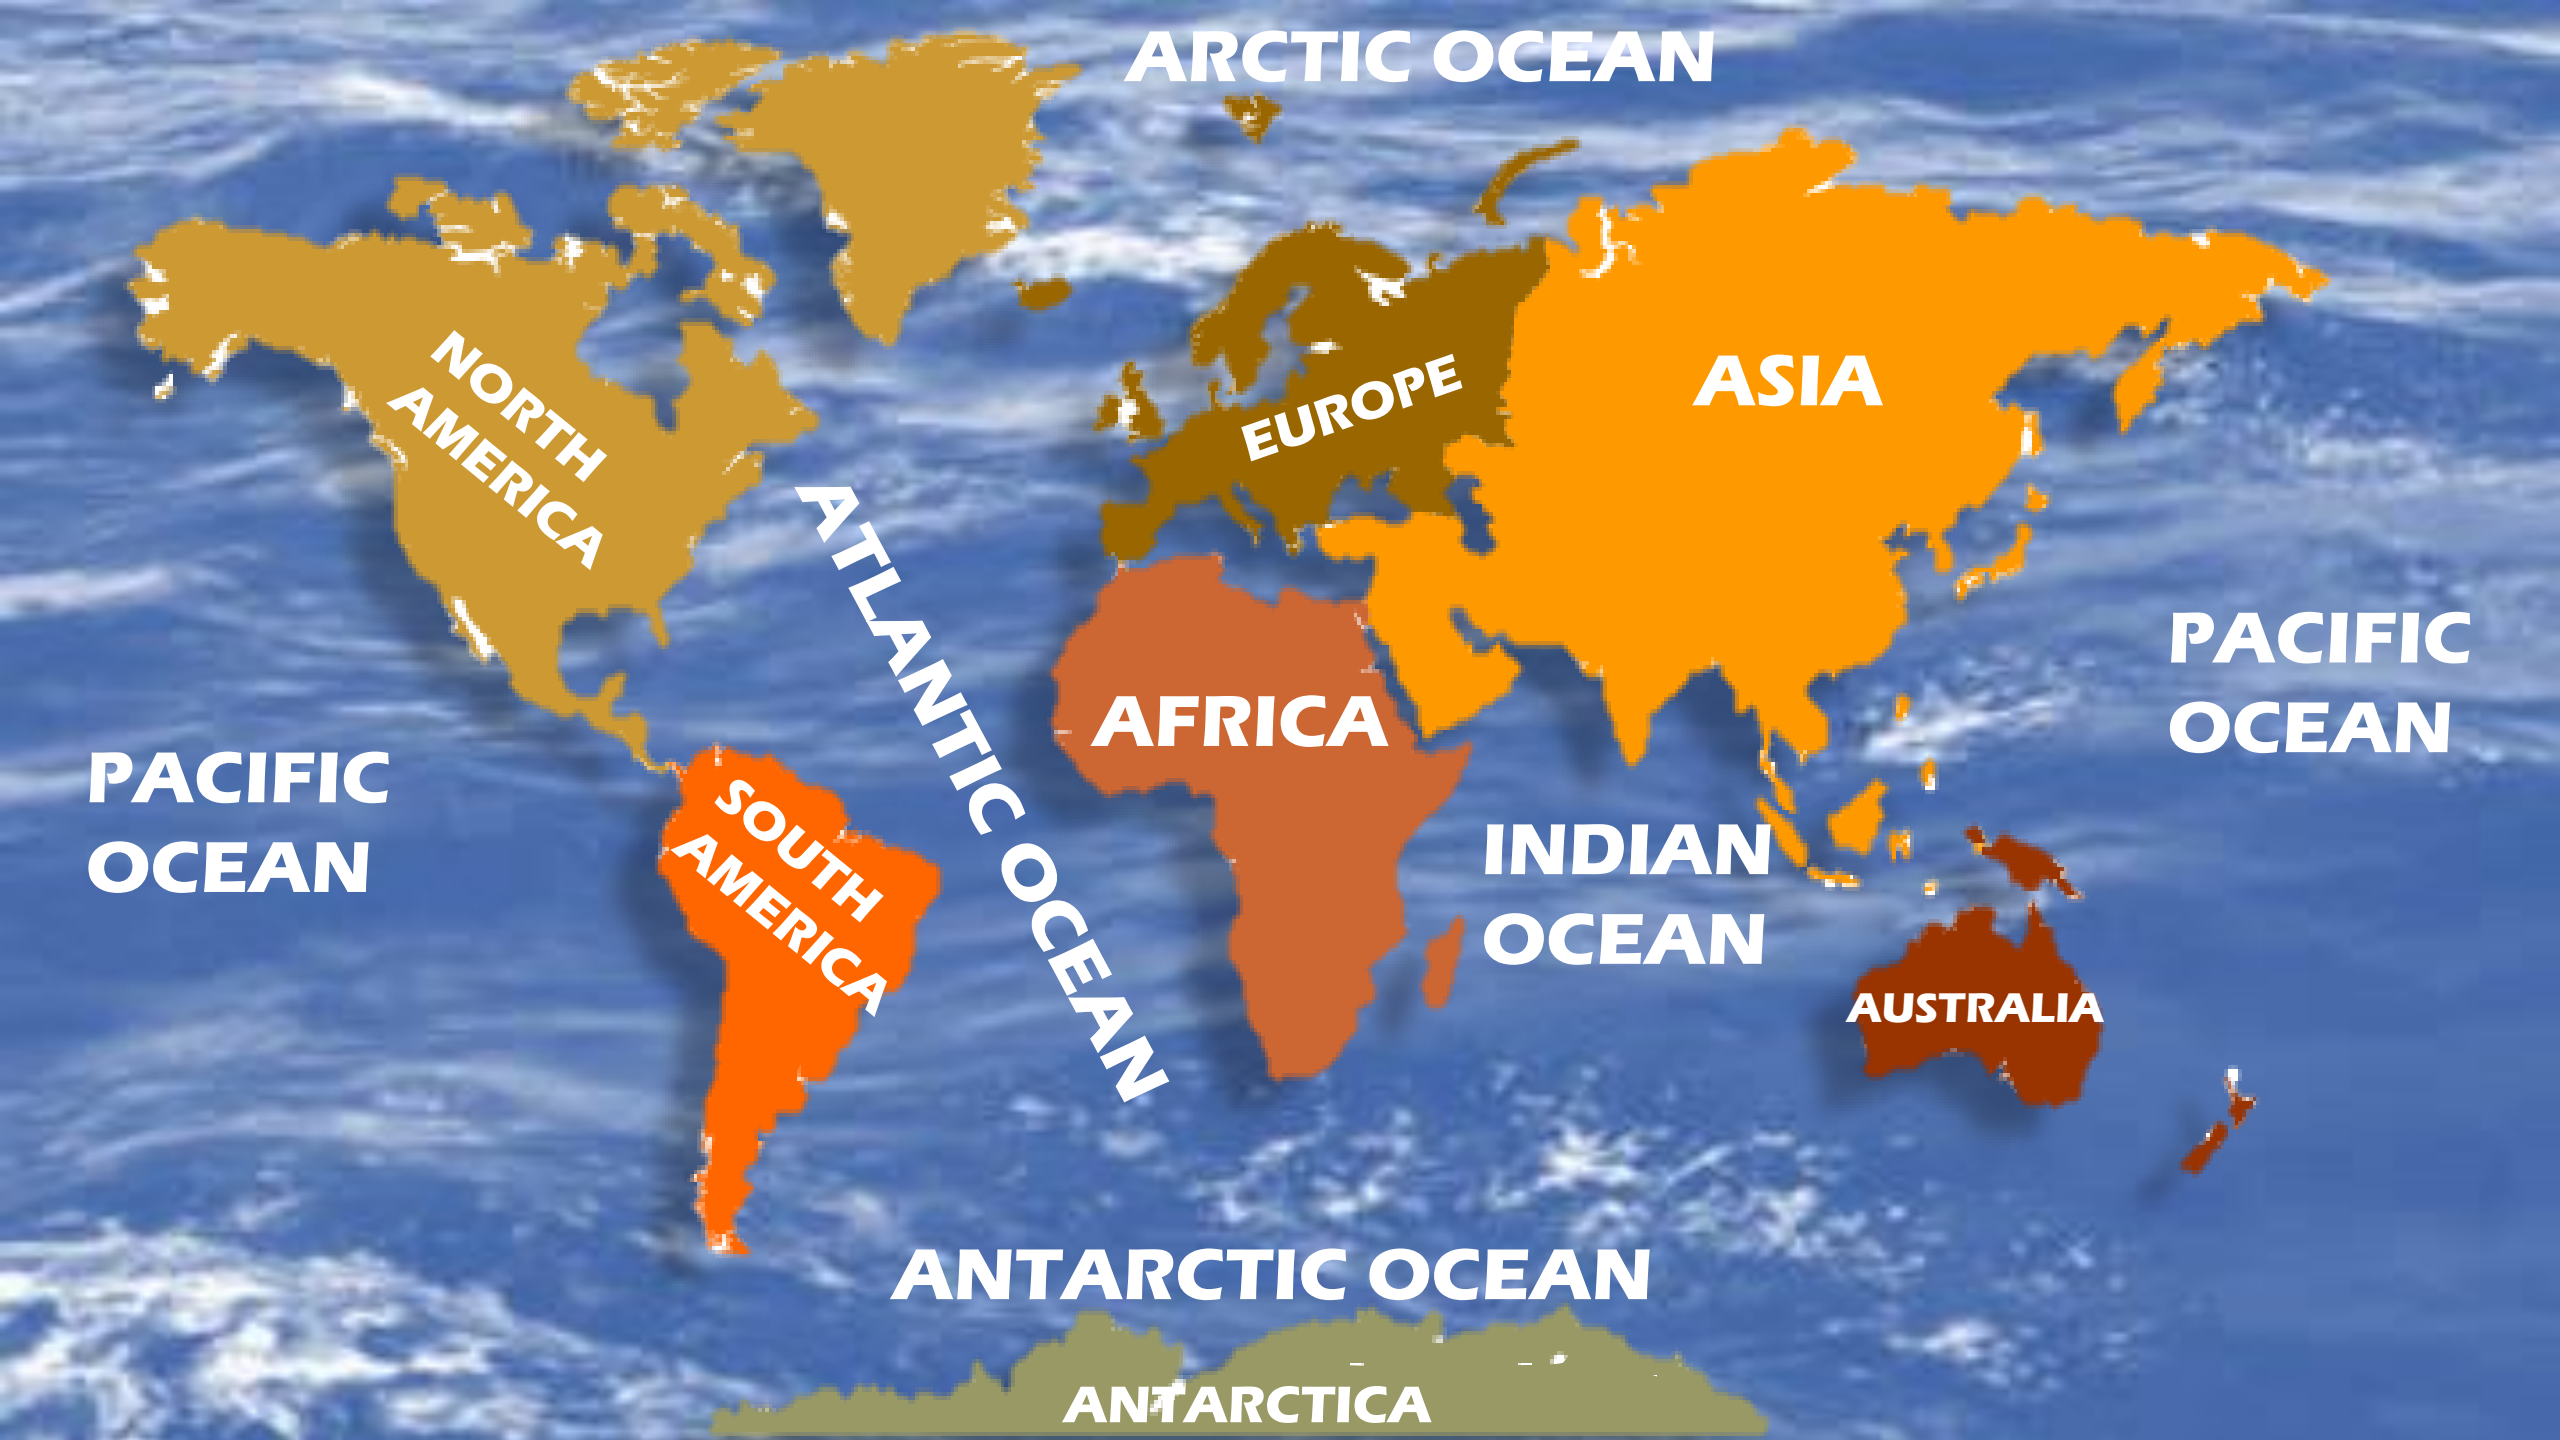 ARCTIC OCEAN
NORTH
AMERICA
EUROPE
ASIA
ATLANTIC OCEAN
PACIFIC
OCEAN
AFRICA
PACIFIC
OCEAN
SOUTH
AMERICA
INDIAN
OCEAN
AUSTRALIA
ANTARCTIC OCEAN
ANTARCTICA